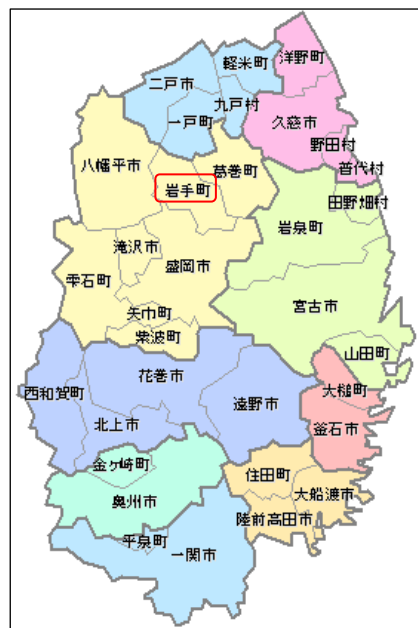 洋野町
軽米町
二戸市
九戸村
一戸町
久慈市
野田村
普代村
八幡平市
葛巻町
岩手町
田野畑村
岩泉町
滝沢市
盛岡市
雫石町
宮古市
矢巾町
紫波町
山田町
花巻市
西和賀町
大槌町
遠野市
北上市
釜石市
金ヶ崎町
住田町
大船渡市
奥州市
陸前高田市
平泉町
一関市